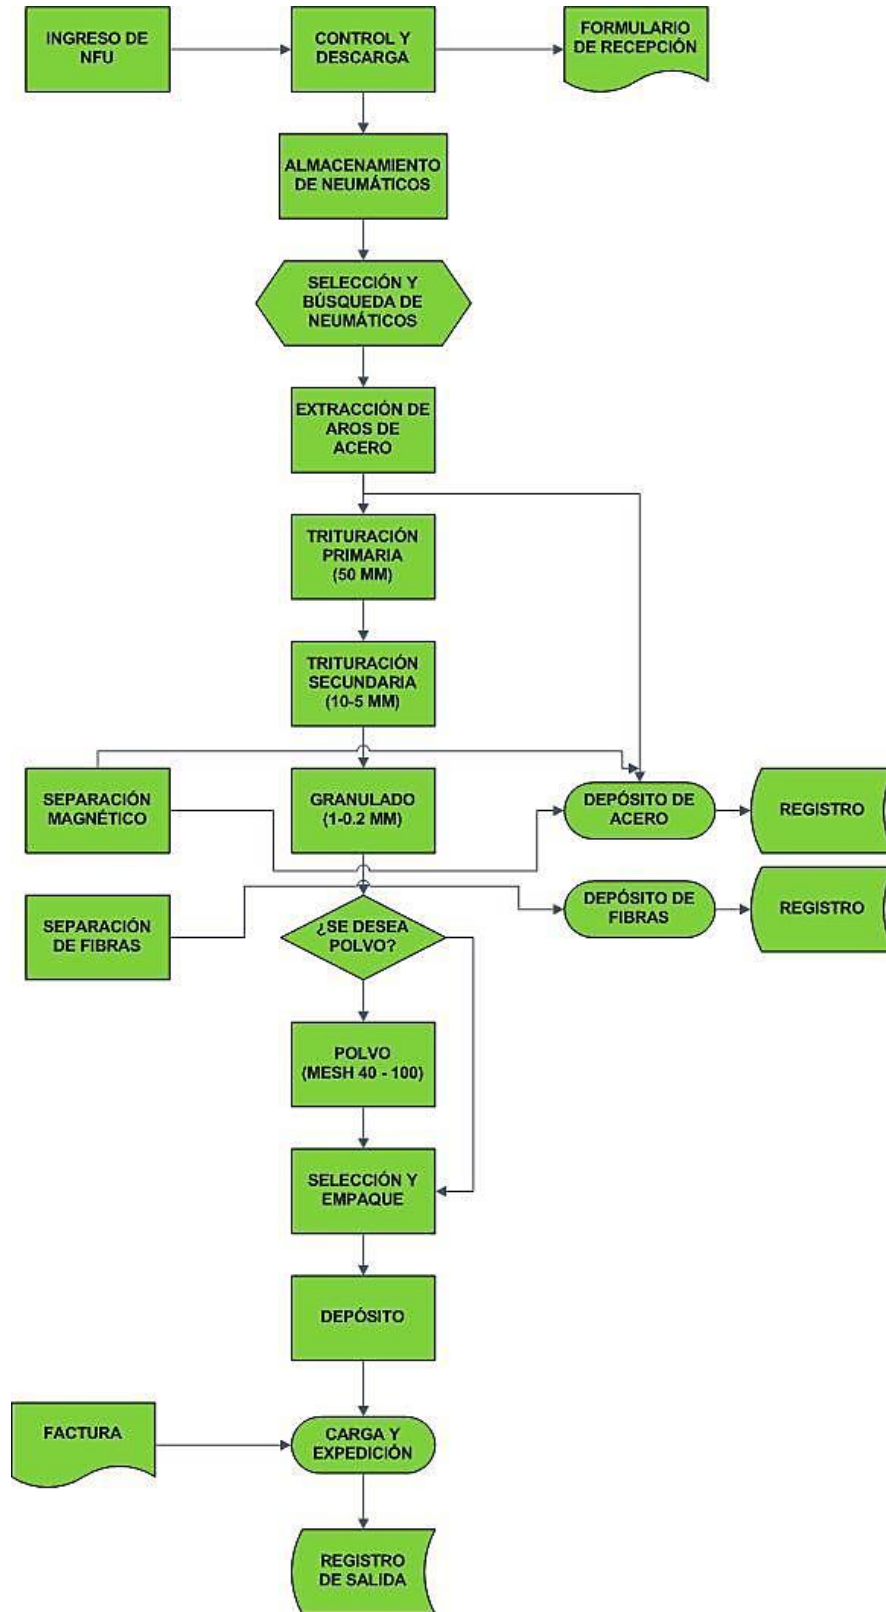 INGRESO DE
NFU
CONTROL Y
DESCARGA
FORMULARIO
DE RECEPCIÓN
ALMACENAMIENTO
DE NEUMÁTICOS
SELECCIÓN Y
BÚSQUEDA DE
NEUMÁTICOS
EXTRACCIÓN DE
AROS DE
ACERO
TRITURACIÓN
PRIMARIA
(50 MM)
TRITURACIÓN
SECUNDARIA
(10-5 MM)
SEPARACIÓN
MAGNÉTICO
GRANULADO
(1-0.2 MM)
DEPÓSITO DE
ACERO
REGISTRO
SEPARACIÓN
DE FIBRAS
¿SE DESEA
POLVO?
DEPÓSITO DE
FIBRAS
REGISTRO
POLVO
(MESH 40 - 100)
SELECCIÓN Y
EMPAQUE
DEPÓSITO
FACTURA
CARGA Y
EXPEDICIÓN
REGISTRO
DE SALIDA